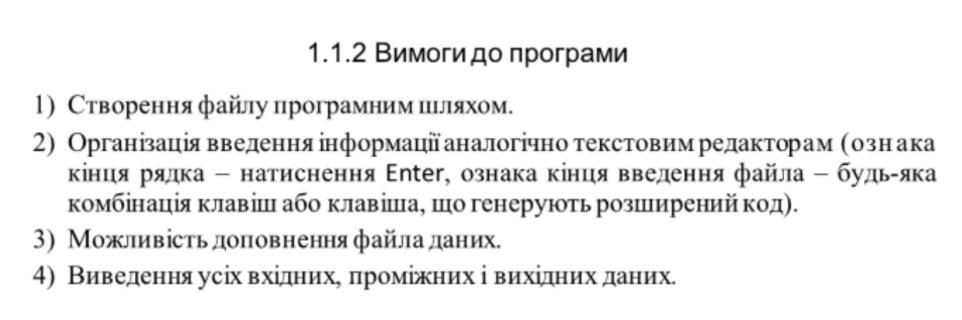 1.1.2 Вимоги до програми
1) Створення файлу програмним шляхом.
2) Організація введення інформації аналогічно текстовим редакторам (ознака
кінця рядка – натиснення Enter, ознака кінця введення файла – будь-яка
комбінація клавіш або клавіша, що генерують розширений код).
3) Можливість доповнення файла даних.
4) Виведення усіх вхідних, проміжних і вихідних даних.